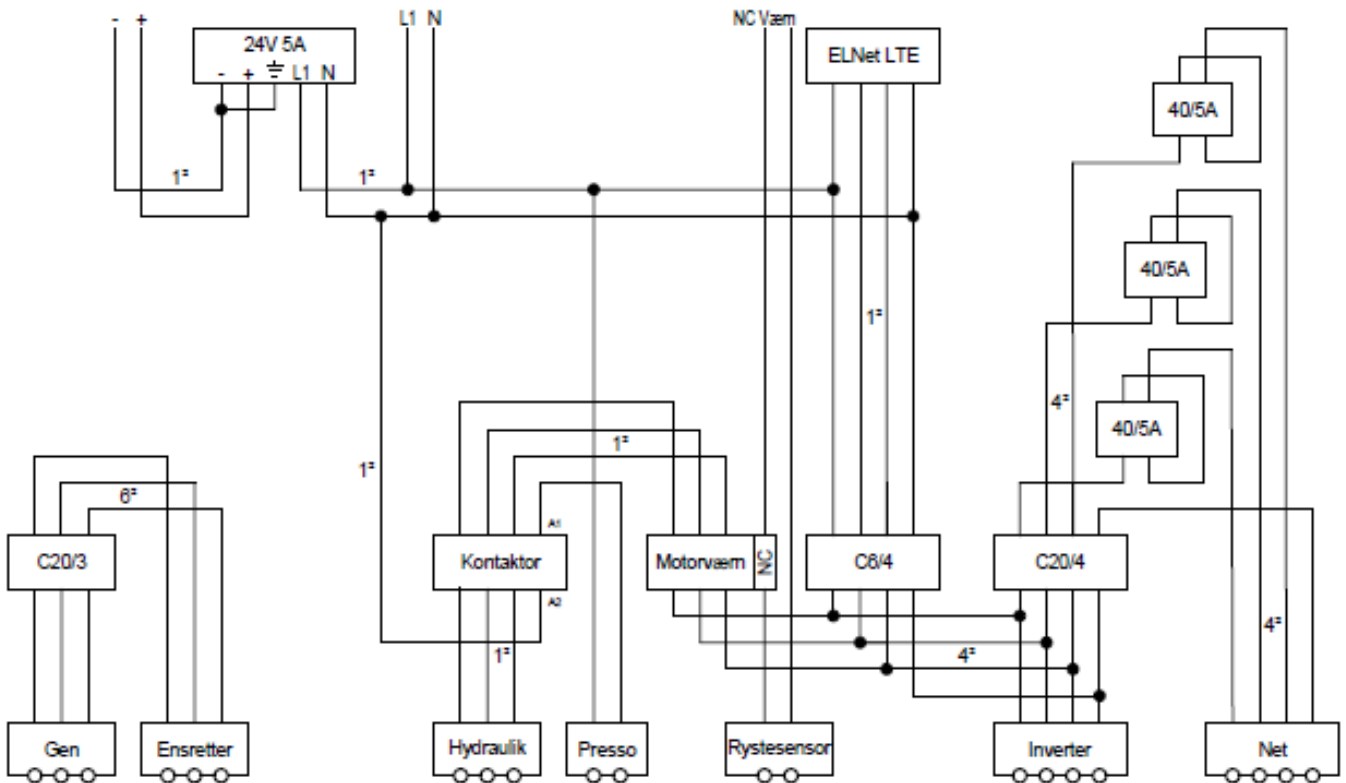 - + L1 N NC Værn
24V 5A
- + L1 N
ELNet LTE
40/5A
1² 1²
40/5A
1²
4²
40/5A
1²
1²
6²
A1
C20/3 Kontaktor Motorværn NC C6/4 C20/4
A2
1² 4² 4²
Gen Ensretter Hydraulik Presso Rystesensor Inverter Net